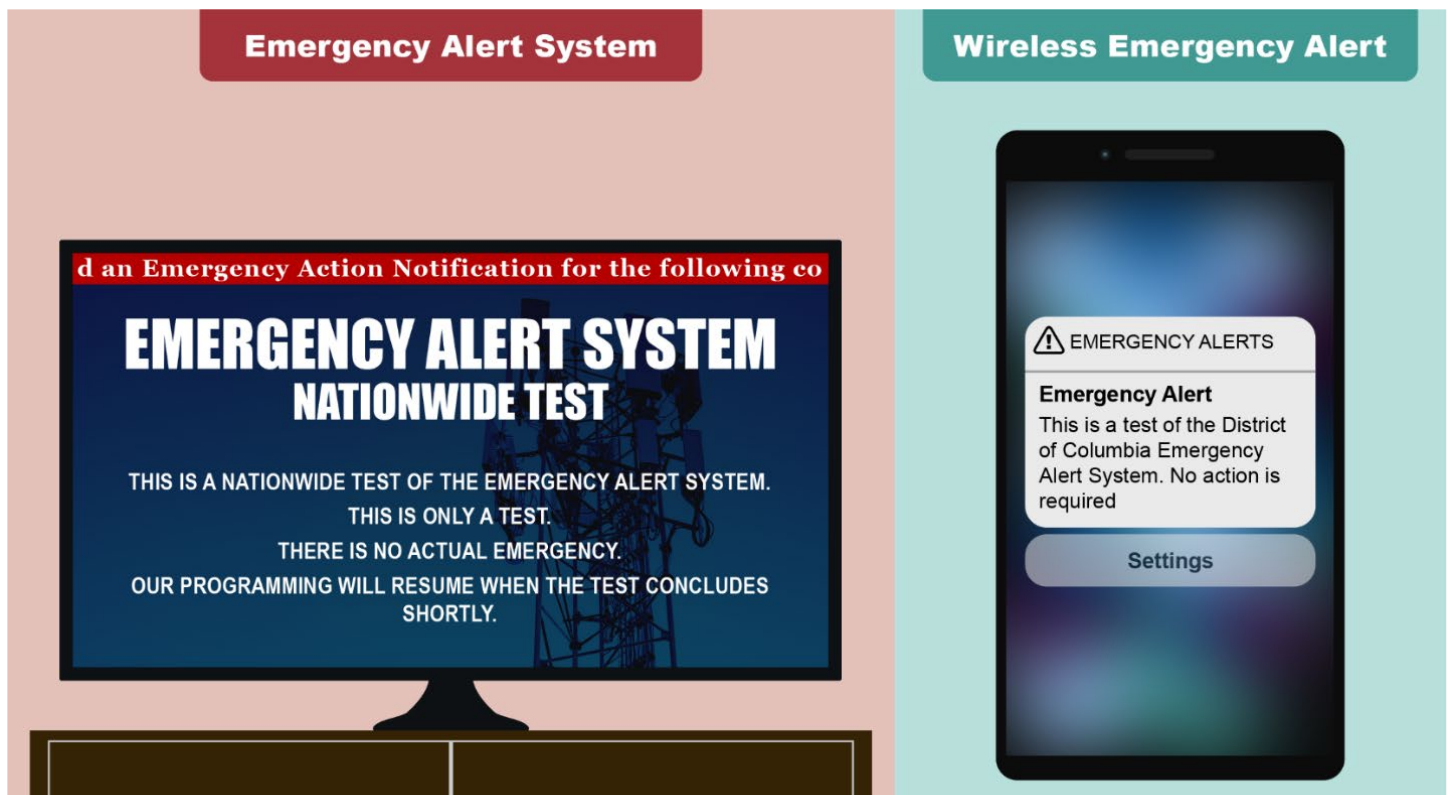 Emergency Alert System
d an Emergency Action Notification for the following co
EMERGENCY ALERT SYSTEM
NATIONWIDE TEST
THIS IS A NATIONWIDE TEST OF THE EMERGENCY ALERT SYSTEM.
THIS IS ONLY A TEST.
THERE IS NO ACTUAL EMERGENCY.
OUR PROGRAMMING WILL RESUME WHEN THE TEST CONCLUDES
SHORTLY.
Wireless Emergency Alert
EMERGENCY ALERTS
Emergency Alert
This is a test of the District
of Columbia Emergency
Alert System. No action is
required
Settings